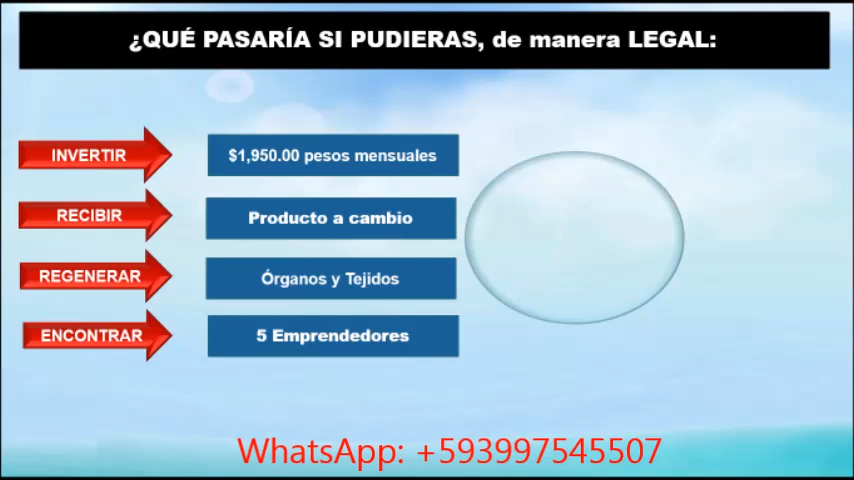 ¿QUÉ PASARÍA SI PUDIERAS, de manera LEGAL:
INVERTIR $1,950.00 pesos mensuales
RECIBIR Producto a cambio
REGENERAR Órganos y Tejidos
ENCONTRAR 5 Emprendedores
WhatsApp: +593997545507